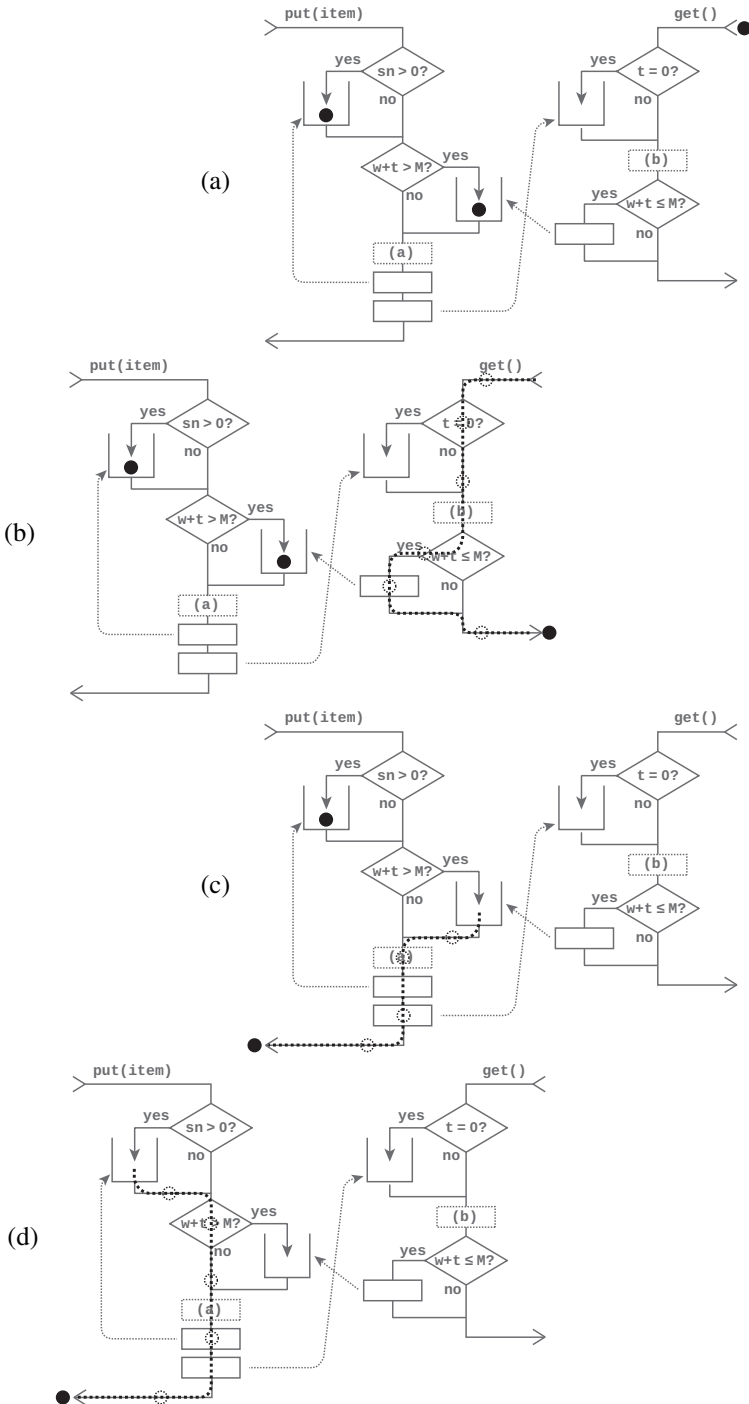 put(item) get()
yes sn > 0? yes t = 0?
no no
(a) w+t > M? yes (b)
no yes w+t ≤ M?
(a) no
put(item) get()
yes sn > 0? yes t = 0?
no no
(b) w+t > M? yes (b)
no yes w+t ≤ M?
(a) no
put(item) get()
yes sn > 0? yes t = 0?
no no
(c) w+t > M? yes (b)
no yes w+t ≤ M?
(a) no
put(item) get()
yes sn > 0? yes t = 0?
no no
(d) w+t > M? yes (b)
no yes w+t ≤ M?
(a) no